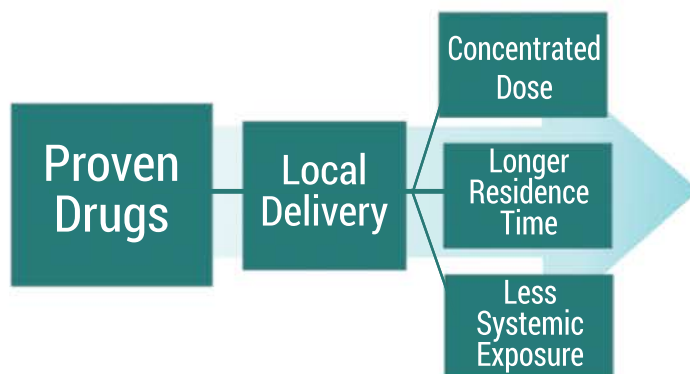 Proven
Drugs
Local
Delivery
Concentrated
Dose
Longer
Residence
Time
Less
Systemic
Exposure